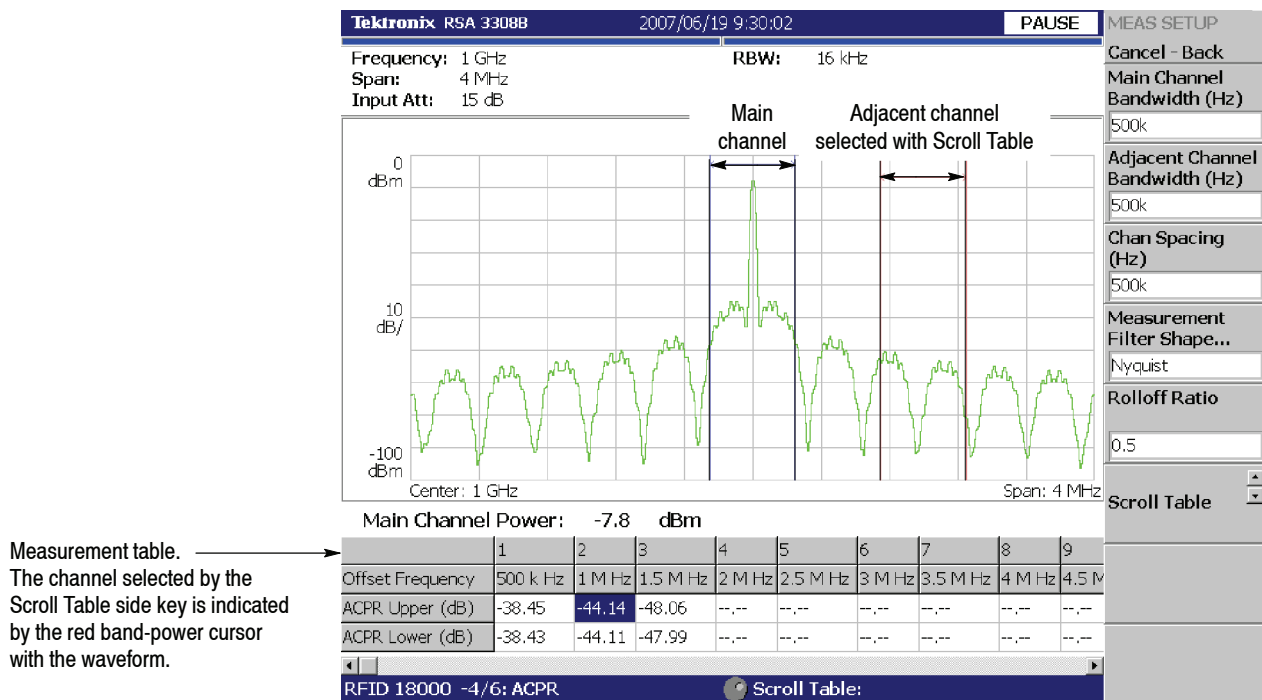 Tektronix RSA 3308B 2007/06/19 9:30:02 PAUSE
Frequency: 1 GHz RBW: 16 kHz
Span: 4 MHz
Input Att: 15 dB
Main channel
Adjacent channel
selected with Scroll Table
0
dBm
10
dB/
-100
dBm
Center: 1 GHz Span: 4 MHz
Main Channel Power: -7.8 dBm
1 2 3 4 5 6 7 8 9
Offset Frequency 500 k Hz 1 M Hz 1.5 M Hz 2 M Hz 2.5 M Hz 3 M Hz 3.5 M Hz 4 M Hz 4.5 M
ACPR Upper (dB) -38.45 -44.14 -48.06 --.-- --.-- --.-- --.-- --.-- --.--
ACPR Lower (dB) -38.43 -44.11 -47.99 --.-- --.-- --.-- --.-- --.-- --.--
RFID 18000 -4/6: ACPR Scroll Table:
MEAS SETUP
Cancel - Back
Main Channel
Bandwidth (Hz)
500k
Adjacent Channel
Bandwidth (Hz)
500k
Chan Spacing
(Hz)
500k
Measurement
Filter Shape...
Nyquist
Rolloff Ratio
0.5
Scroll Table
Measurement table.
The channel selected by the
Scroll Table side key is indicated
by the red band-power cursor
with the waveform.